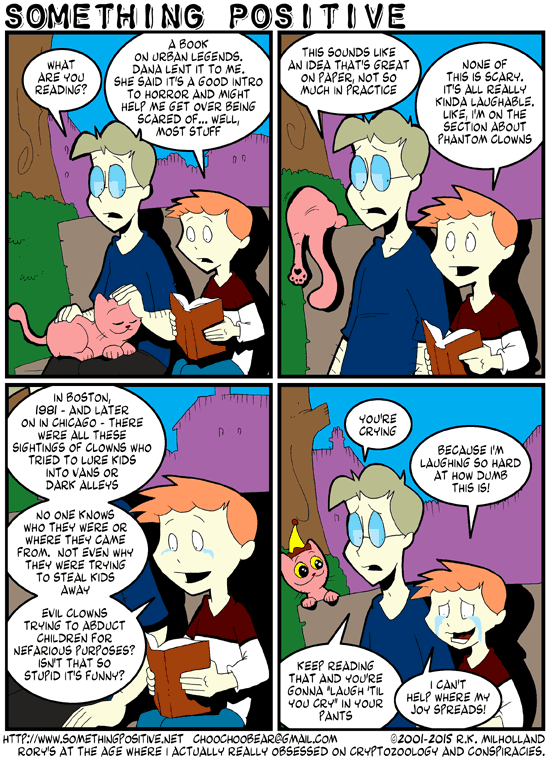 SOMETHING POSITIVE
WHAT
ARE YOU
READING?
A BOOK
ON URBAN LEGENDS.
DANA LENT IT TO ME.
SHE SAID IT'S A GOOD INTRO
TO HORROR AND MIGHT
HELP ME GET OVER BEING
SCARED OF... WELL,
MOST STUFF
THIS SOUNDS LIKE
AN IDEA THAT'S GREAT
ON PAPER, NOT SO
MUCH IN PRACTICE
NONE OF
THIS IS SCARY.
IT'S ALL REALLY
KINDA LAUGHABLE.
LIKE, I'M ON THE
SECTION ABOUT
PHANTOM CLOWNS
IN BOSTON,
1981 - AND LATER
ON IN CHICAGO - THERE
WERE ALL THESE
SIGHTINGS OF CLOWNS WHO
TRIED TO LURE KIDS
INTO VANS OR
DARK ALLEYS
NO ONE KNOWS
WHO THEY WERE OR
WHERE THEY CAME
FROM. NOT EVEN WHY
THEY WERE TRYING
TO STEAL KIDS
AWAY
EVIL CLOWNS
TRYING TO ABDUCT
CHILDREN FOR
NEFARIOUS PURPOSES?
ISN'T THAT SO
STUPID IT'S FUNNY?
YOU'RE
CRYING
BECAUSE I'M
LAUGHING SO HARD
AT HOW DUMB
THIS IS!
KEEP READING
THAT AND YOU'RE
GONNA "LAUGH 'TIL
YOU CRY" IN YOUR
PANTS
I CAN'T
HELP WHERE MY
JOY SPREADS!
HTTP://WWW.SOMETHINGPOSITIVE.NET CHOOCHOOBEAR@GMAIL.COM ©2001-2015 R.K. MILHOLLAND
RORY'S AT THE AGE WHERE I ACTUALLY REALLY OBSESSED ON CRYPTOZOOLOGY AND CONSPIRACIES.